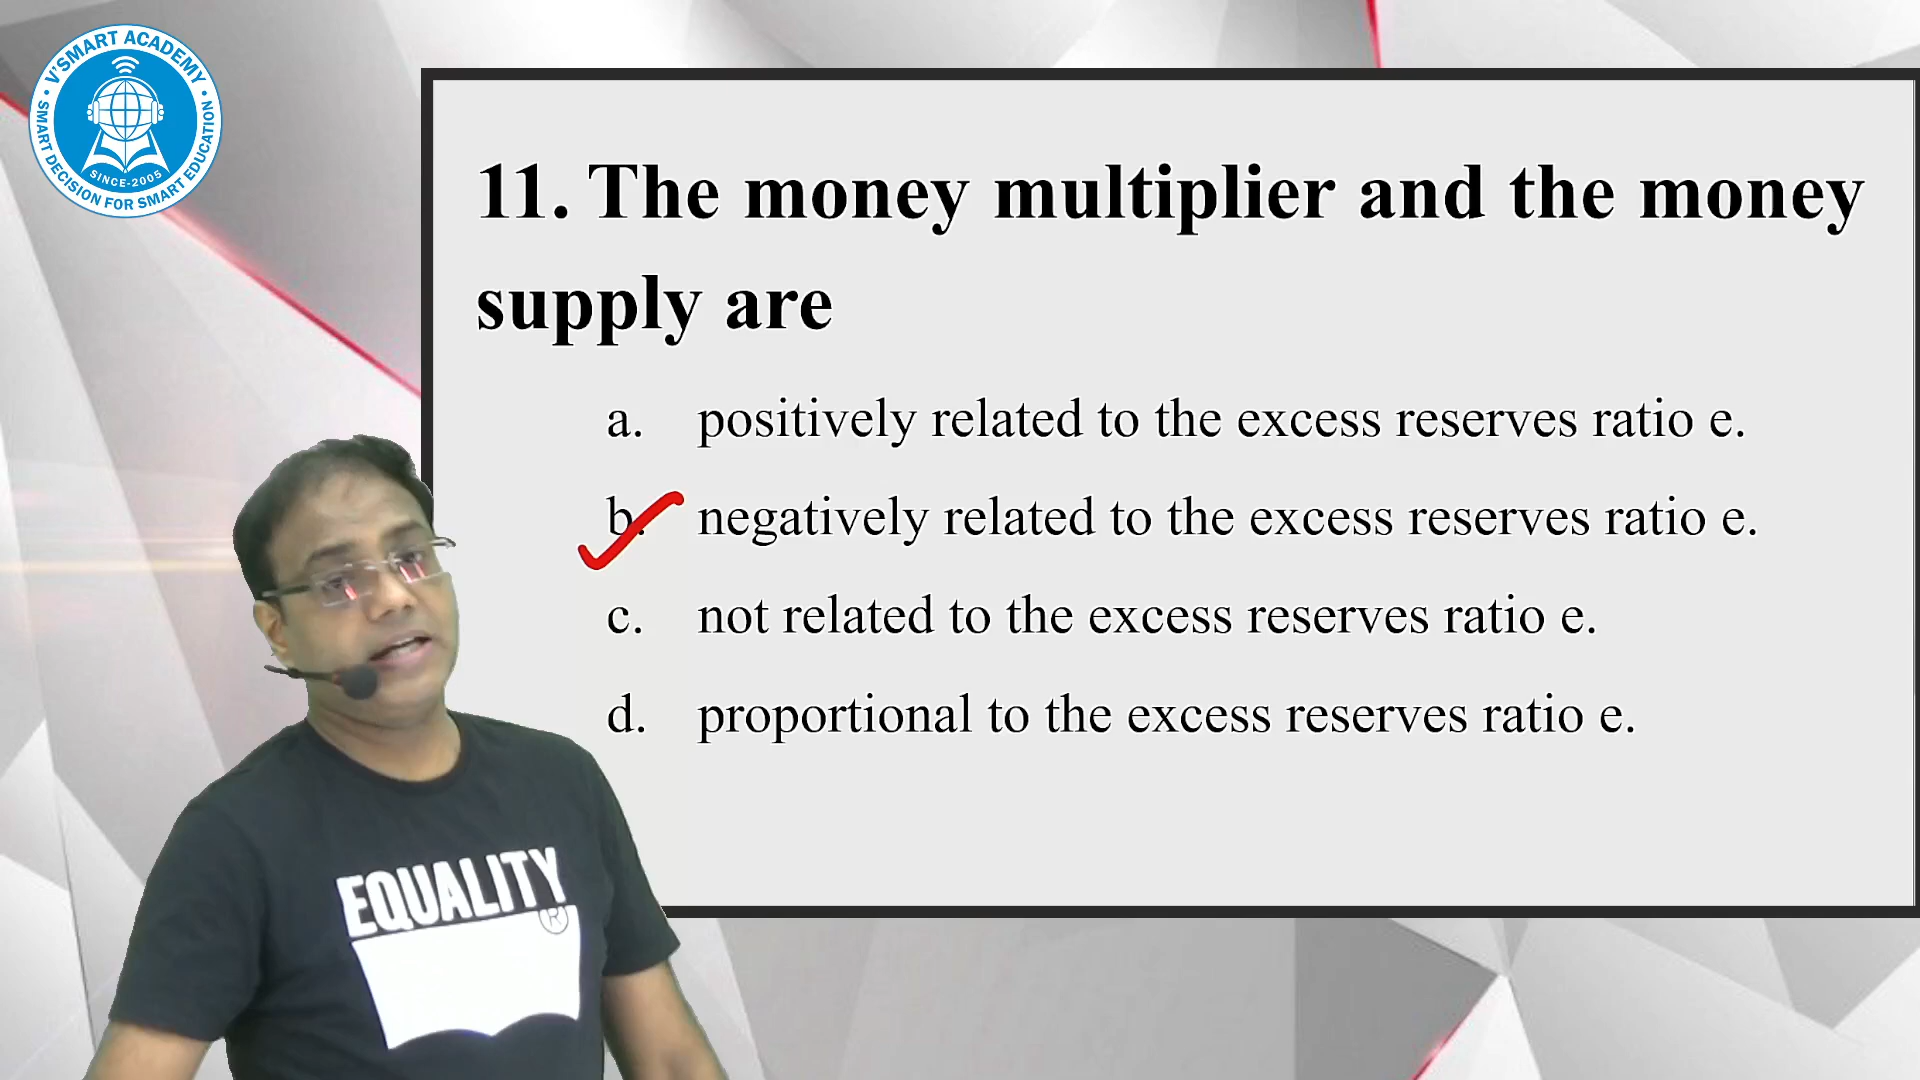 V'SMART ACADEMY
SMART DECISION FOR SMART EDUCATION
SINCE-2005
11. The money multiplier and the money
supply are
a. positively related to the excess reserves ratio e.
b. negatively related to the excess reserves ratio e.
c. not related to the excess reserves ratio e.
d. proportional to the excess reserves ratio e.
EQUALITY
®